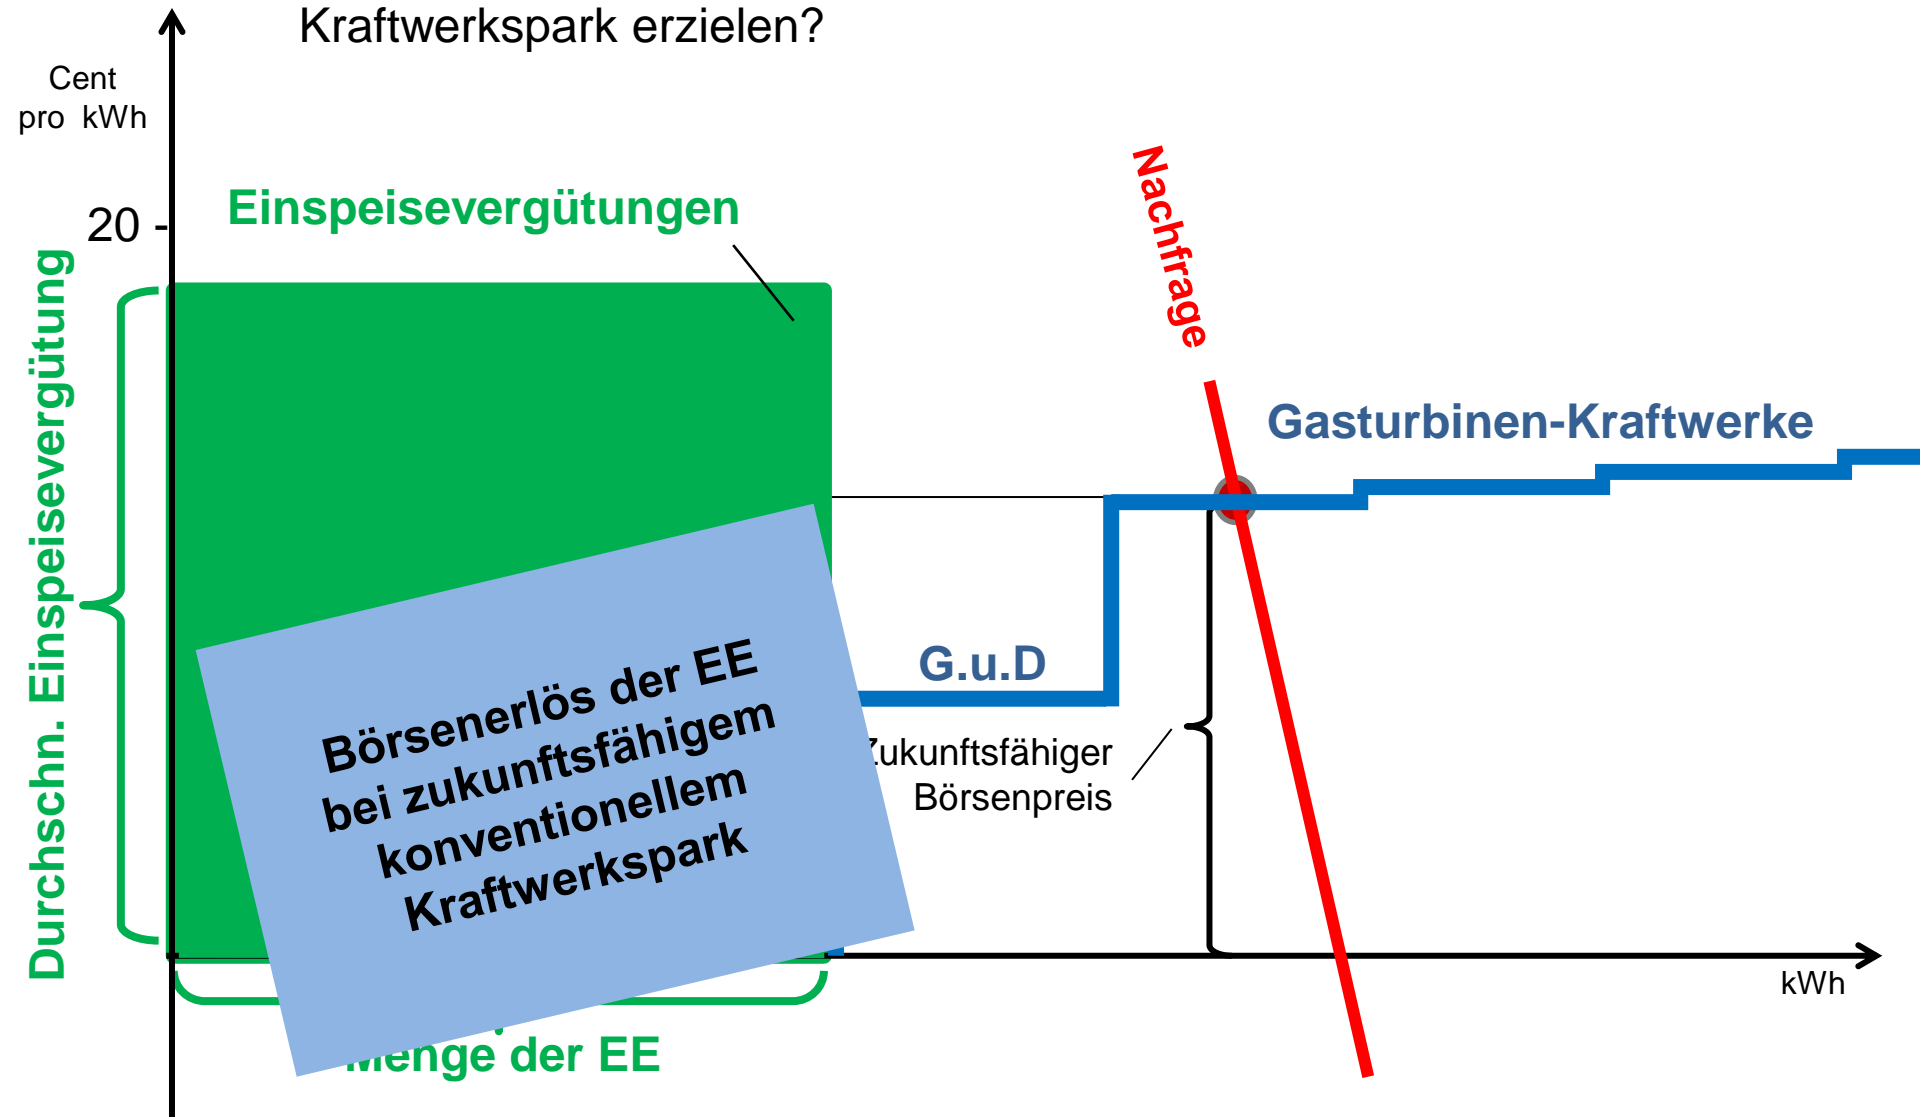 Kraftwerkspark erzielen?
Cent
pro kWh
20 -
Einspeisevergütungen
Nachfrage
Gasturbinen-Kraftwerke
Durchschn. Einspeisevergütung
G.u.D
Börsenerlös der EE
bei zukunftsfähigem
konventionellem
Kraftwerkspark
Zukunftsfähiger
Börsenpreis
kWh
Menge der EE